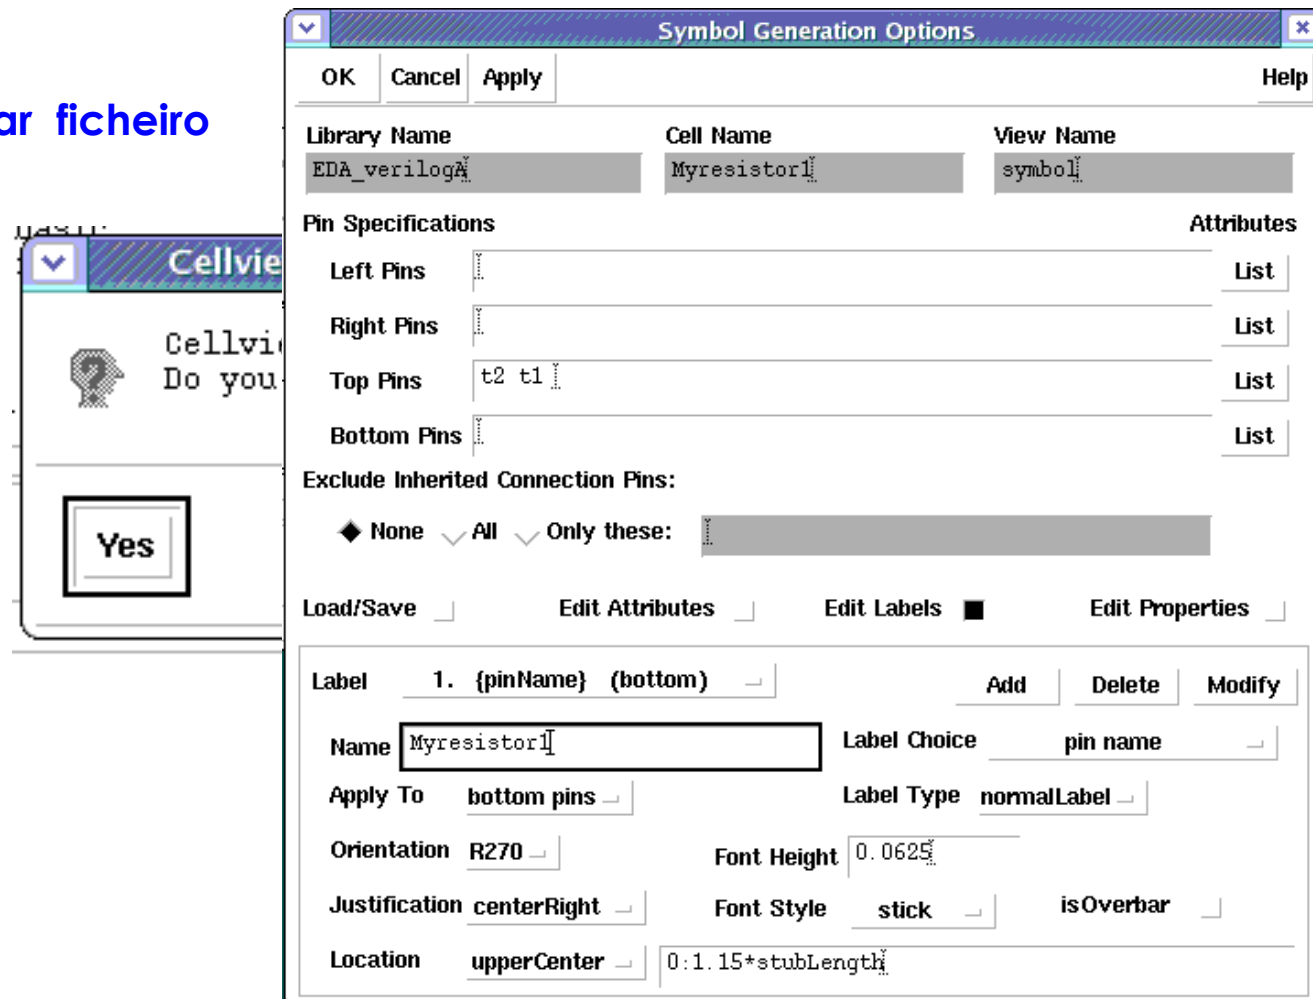 Symbol Generation Options
OK Cancel Apply Help
ar ficheiro
Library Name Cell Name View Name
EDA_verilogA Myresistor1 symbol
Pin Specifications Attributes
Cellvie
Left Pins List
Cellvi
Right Pins List
Do you
Top Pins t2 t1 List
Bottom Pins List
Exclude Inherited Connection Pins:
None All Only these:
Yes
Load/Save Edit Attributes Edit Labels Edit Properties
Label 1. {pinName} (bottom) Add Delete Modify
Name Myresistor1 Label Choice pin name
Apply To bottom pins Label Type normalLabel
Orientation R270 Font Height 0.0625
Justification centerRight Font Style stick isOverbar
Location upperCenter 0:1.15*stubLength